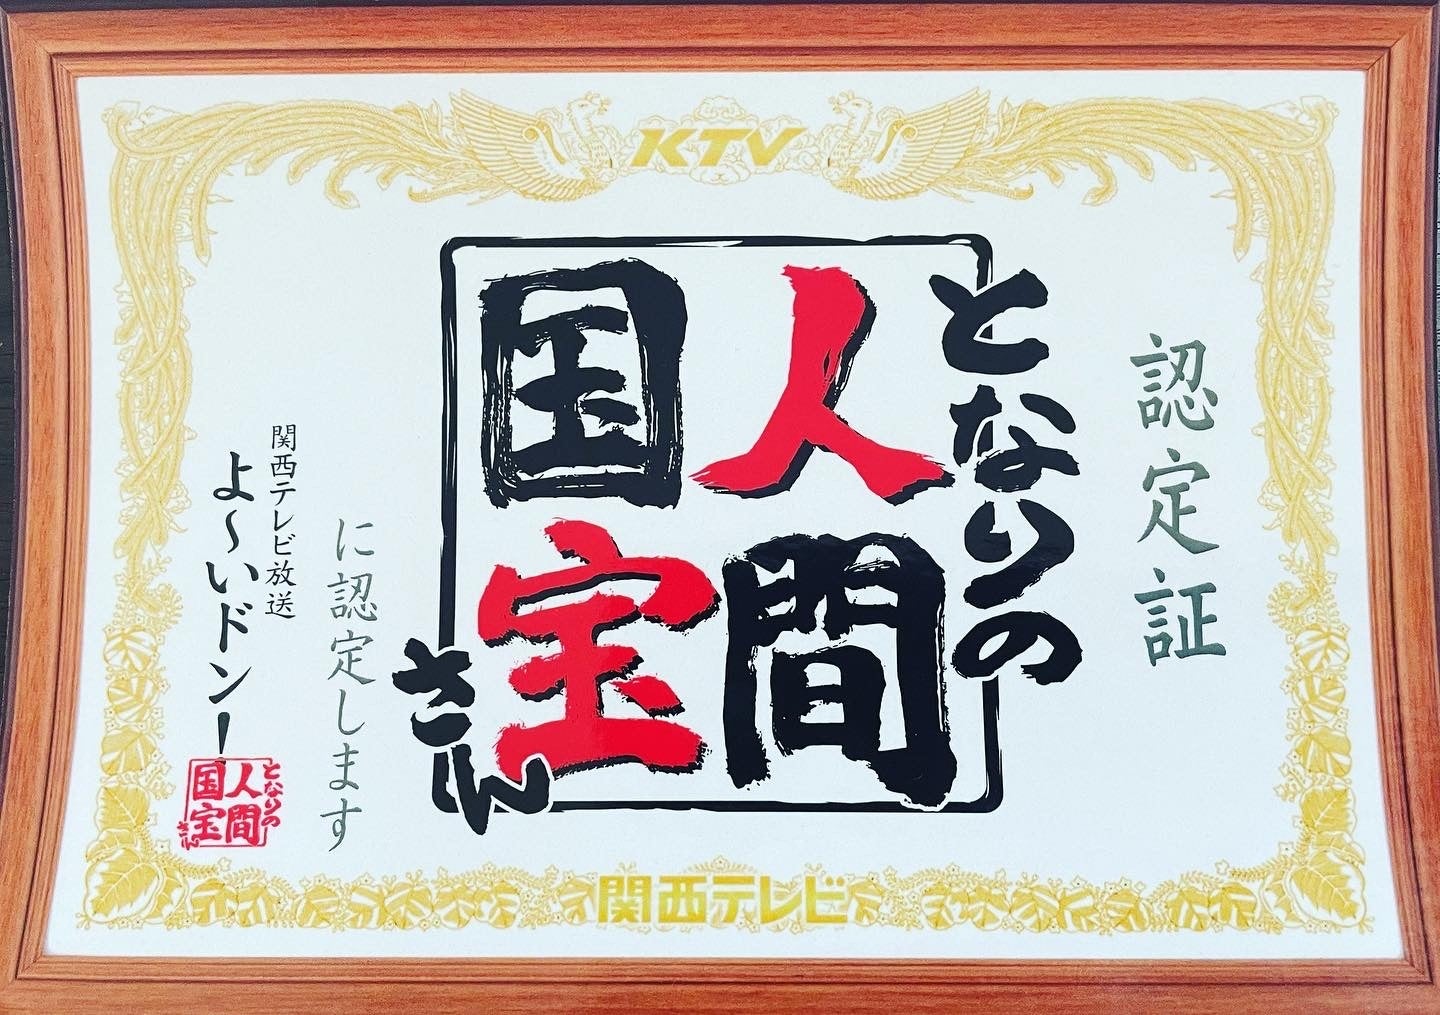 KTV
認定証
となりの
人間
国宝
さん
に認定します
関西テレビ放送
よ〜いドン!
となりの
人間
国宝
さん
関西テレビ